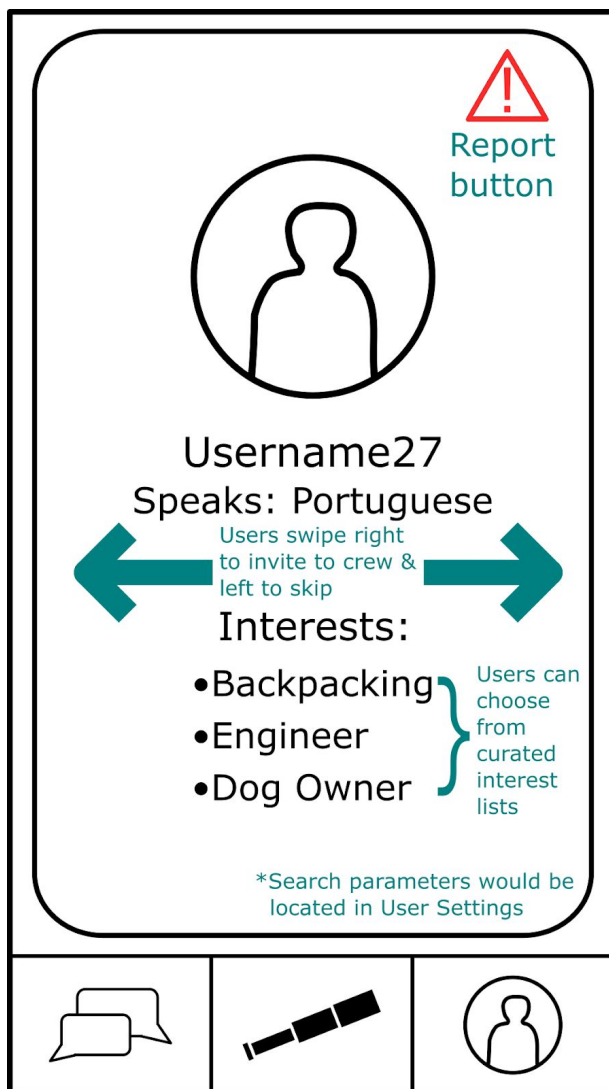 Report
button
Username27
Speaks: Portuguese
Users swipe right
to invite to crew &
left to skip
Interests:
•Backpacking
•Engineer
•Dog Owner
Users can
choose
from
curated
interest
lists
*Search parameters would be
located in User Settings